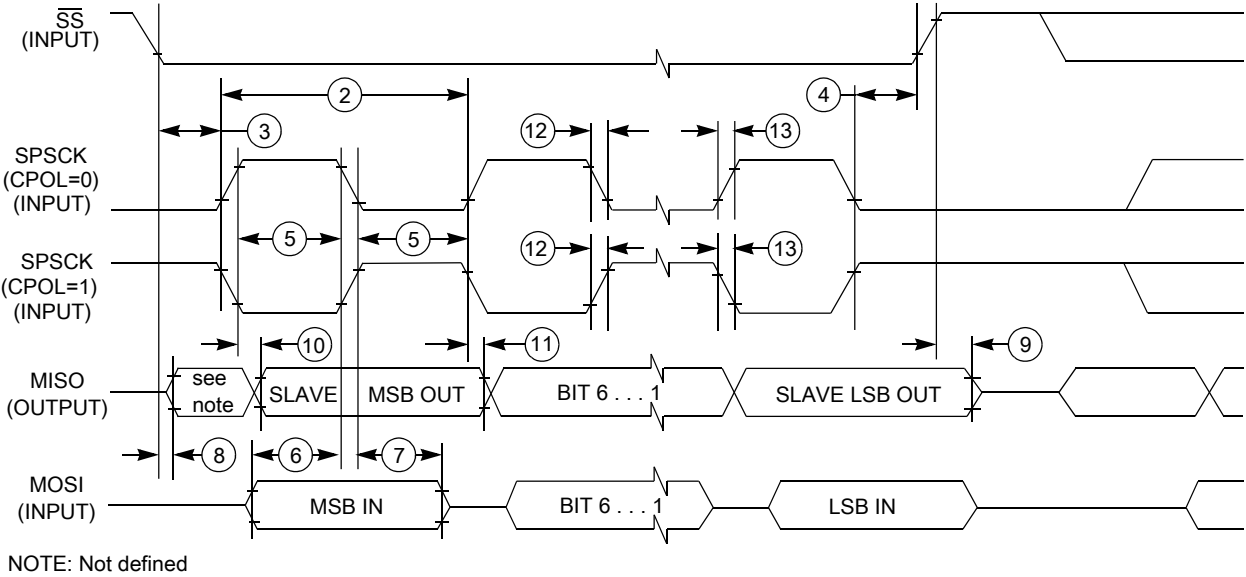 SS
(INPUT)
2
4
3
12
13
SPSCK
(CPOL=0)
(INPUT)
5
5
12
13
SPSCK
(CPOL=1)
(INPUT)
10
11
9
MISO
(OUTPUT)
see
note
SLAVE
MSB OUT
BIT 6 . . . 1
SLAVE LSB OUT
8
6
7
MOSI
(INPUT)
MSB IN
BIT 6 . . . 1
LSB IN
NOTE: Not defined